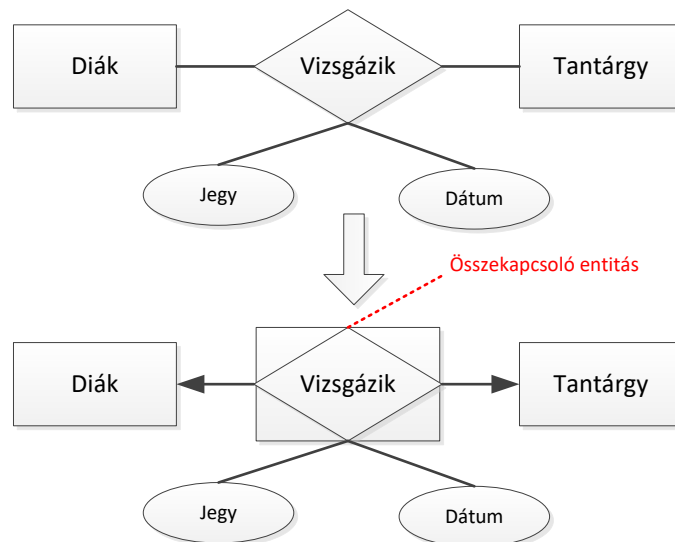 Diák
Vizsgázik
Tantárgy
Jegy
Dátum
Összekapcsoló entitás
Diák
Vizsgázik
Tantárgy
Jegy
Dátum